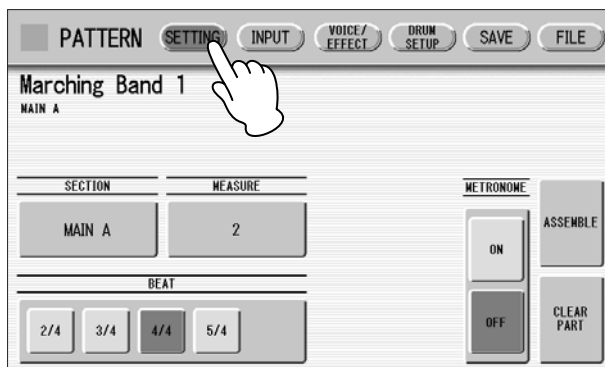 PATTERN SETTING INPUT VOICE/ EFFECT DRUM SETUP SAVE FILE
Marching Band 1
MAIN A
SECTION MEASURE METRONOME
MAIN A 2 ON ASSEMBLE
BEAT
2/4 3/4 4/4 5/4 OFF CLEAR PART